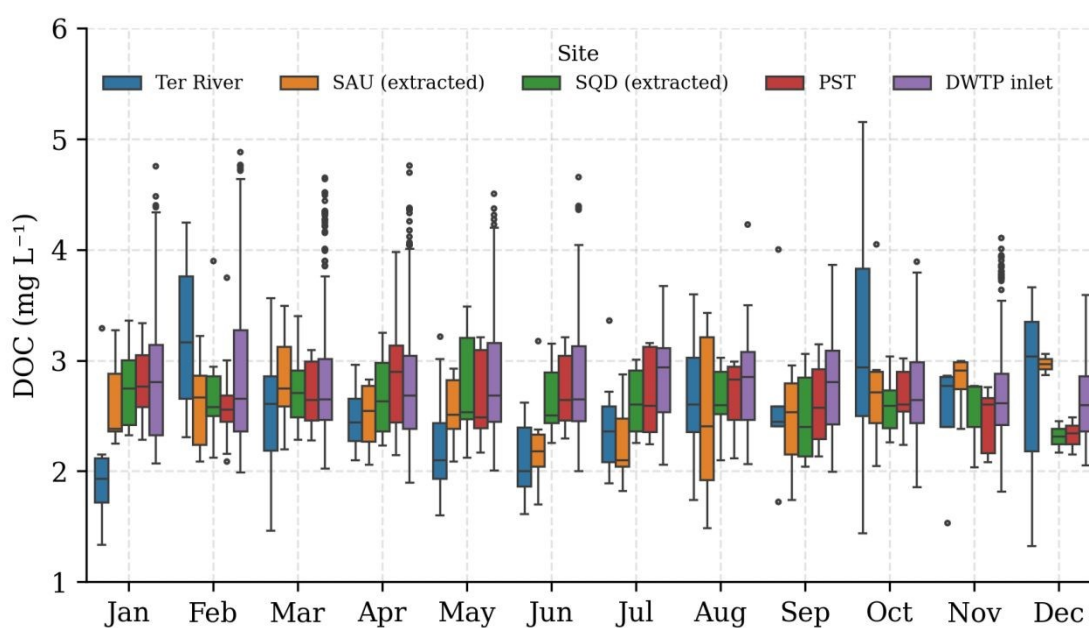 6
Site
Ter River SAU (extracted) SQD (extracted) PST DWTP inlet
5
4
DOC (mg L⁻¹)
3
2
1
Jan Feb Mar Apr May Jun Jul Aug Sep Oct Nov Dec